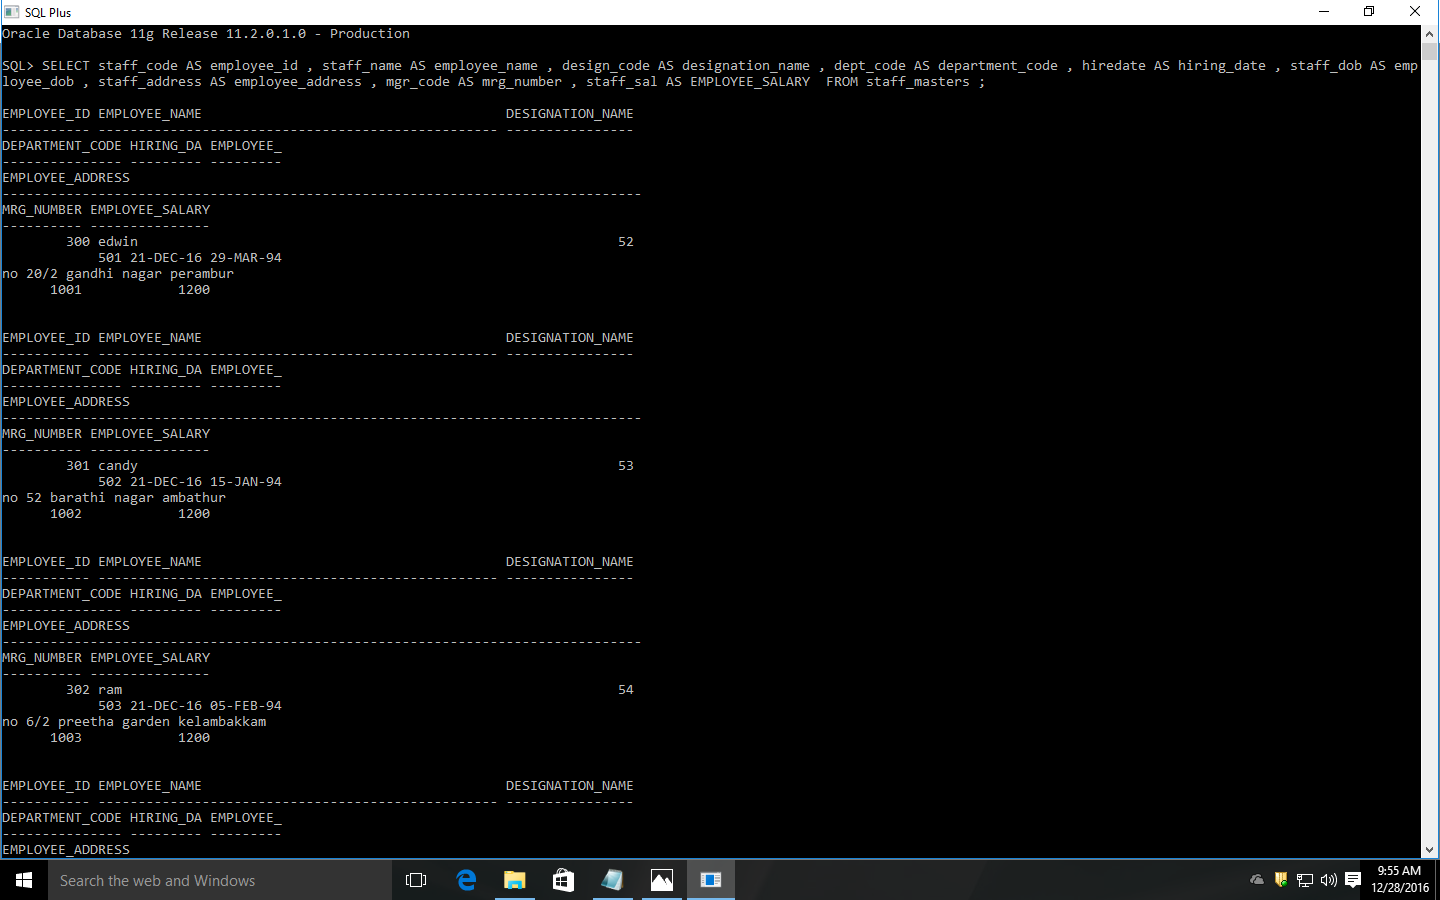 SQL Plus
Oracle Database 11g Release 11.2.0.1.0 - Production
SQL> SELECT staff_code AS employee_id , staff_name AS employee_name , design_code AS designation_name , dept_code AS department_code , hiredate AS hiring_date , staff_dob AS emp
loyee_dob , staff_address AS employee_address , mgr_code AS mrg_number , staff_sal AS EMPLOYEE_SALARY  FROM staff_masters ;
EMPLOYEE_ID EMPLOYEE_NAME                                      DESIGNATION_NAME
----------- -------------------------------------------------- ----------------
DEPARTMENT_CODE HIRING_DA EMPLOYEE_
--------------- --------- ---------
EMPLOYEE_ADDRESS
--------------------------------------------------------------------------------
MRG_NUMBER EMPLOYEE_SALARY
---------- ---------------
        300 edwin                                                            52
            501 21-DEC-16 29-MAR-94
no 20/2 gandhi nagar perambur
      1001            1200
EMPLOYEE_ID EMPLOYEE_NAME                                      DESIGNATION_NAME
----------- -------------------------------------------------- ----------------
DEPARTMENT_CODE HIRING_DA EMPLOYEE_
--------------- --------- ---------
EMPLOYEE_ADDRESS
--------------------------------------------------------------------------------
MRG_NUMBER EMPLOYEE_SALARY
---------- ---------------
        301 candy                                                            53
            502 21-DEC-16 15-JAN-94
no 52 barathi nagar ambathur
      1002            1200
EMPLOYEE_ID EMPLOYEE_NAME                                      DESIGNATION_NAME
----------- -------------------------------------------------- ----------------
DEPARTMENT_CODE HIRING_DA EMPLOYEE_
--------------- --------- ---------
EMPLOYEE_ADDRESS
--------------------------------------------------------------------------------
MRG_NUMBER EMPLOYEE_SALARY
---------- ---------------
        302 ram                                                              54
            503 21-DEC-16 05-FEB-94
no 6/2 preetha garden kelambakkam
      1003            1200
EMPLOYEE_ID EMPLOYEE_NAME                                      DESIGNATION_NAME
----------- -------------------------------------------------- ----------------
DEPARTMENT_CODE HIRING_DA EMPLOYEE_
--------------- --------- ---------
EMPLOYEE_ADDRESS
Search the web and Windows
9:55 AM
12/28/2016